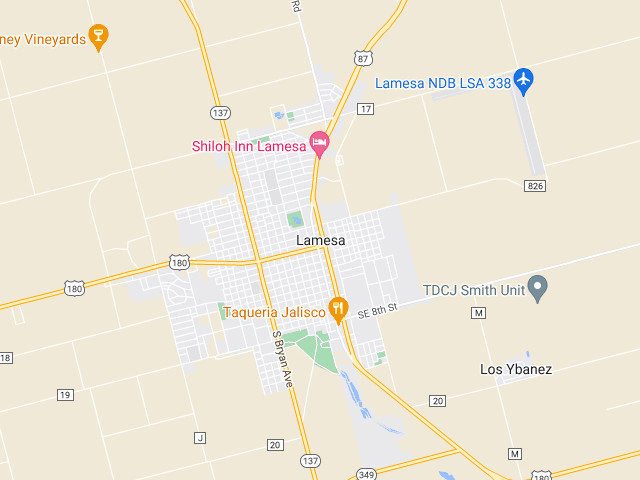 Rd
ney Vineyards
87
Lamesa NDB LSA 338
137
17
Shiloh Inn Lamesa
826
Lamesa
180
180
TDCJ Smith Unit
Taqueria Jalisco
SE 8th St
M
18
S Bryan Ave
Los Ybanez
19
20
J
20
M
137
349
180